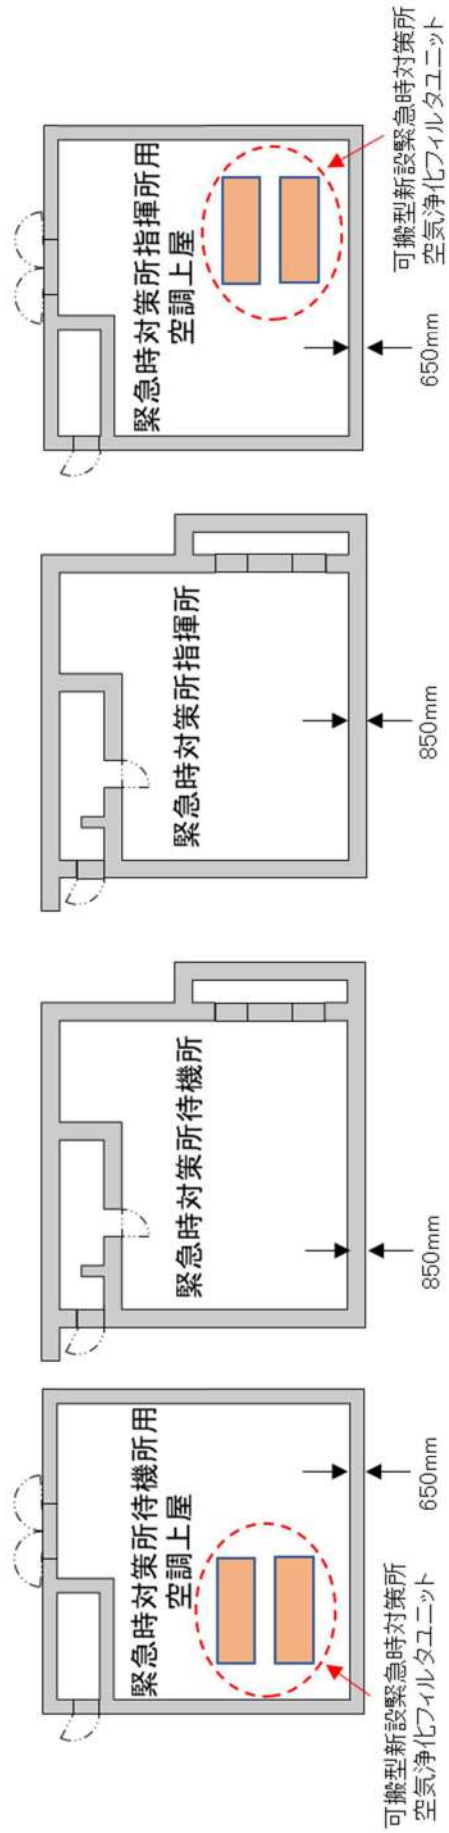 緊急時対策所待機所用
空調上屋
可搬型新設緊急時対策所
空気浄化フィルタユニット
650mm
緊急時対策所待機所
850mm
緊急時対策所指揮所
850mm
緊急時対策所指揮所用
空調上屋
650mm
可搬型新設緊急時対策所
空気浄化フィルタユニット